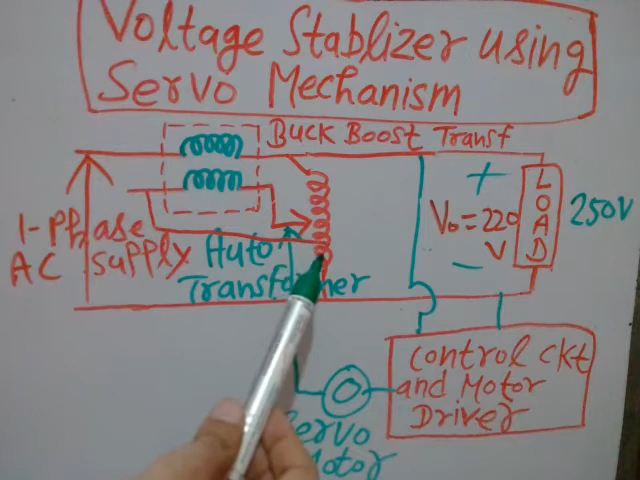 Voltage Stablizer using
Servo Mechanism
Buck Boost Transf
1-Phase
AC Supply
Auto
Transformer
+
Vo = 220
V
−
LOAD
250V
Control Ckt
and Motor
Driver
Servo
Motor